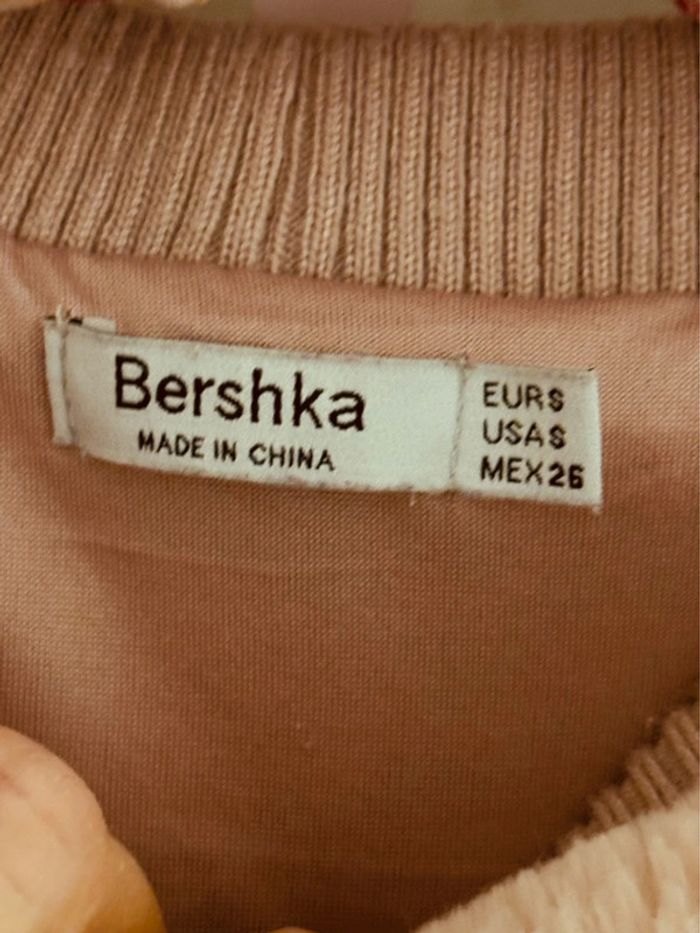 Bershka
MADE IN CHINA
EUR S
USA S
MEX 26